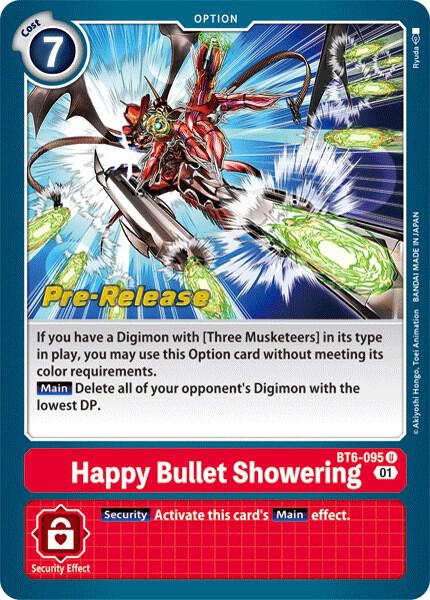 OPTION
Cost
7
Ryuda
Pre-Release
If you have a Digimon with [Three Musketeers] in its type
in play, you may use this Option card without meeting its
color requirements.
Main Delete all of your opponent's Digimon with the
lowest DP.
© Akiyoshi Hongo, Toei Animation BANDAI MADE IN JAPAN
BT6-095 U
Happy Bullet Showering 01
Security Activate this card's Main effect.
Security Effect